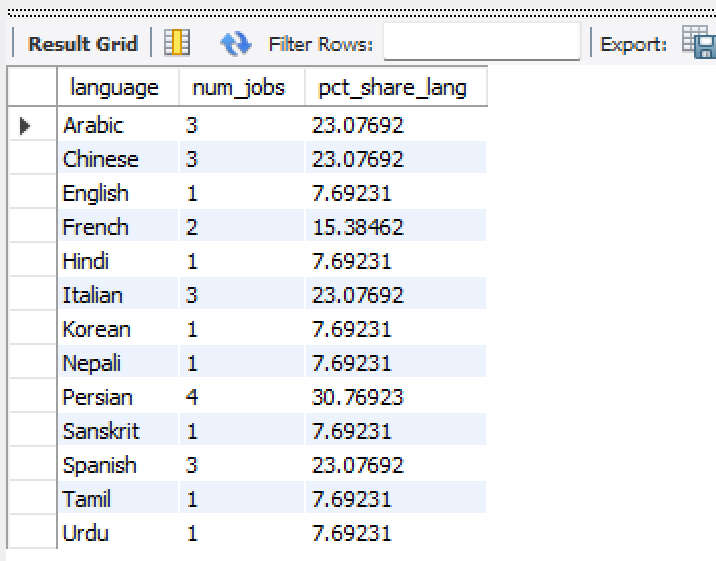 Result Grid Filter Rows: Export:
language num_jobs pct_share_lang
Arabic 3 23.07692
Chinese 3 23.07692
English 1 7.69231
French 2 15.38462
Hindi 1 7.69231
Italian 3 23.07692
Korean 1 7.69231
Nepali 1 7.69231
Persian 4 30.76923
Sanskrit 1 7.69231
Spanish 3 23.07692
Tamil 1 7.69231
Urdu 1 7.69231